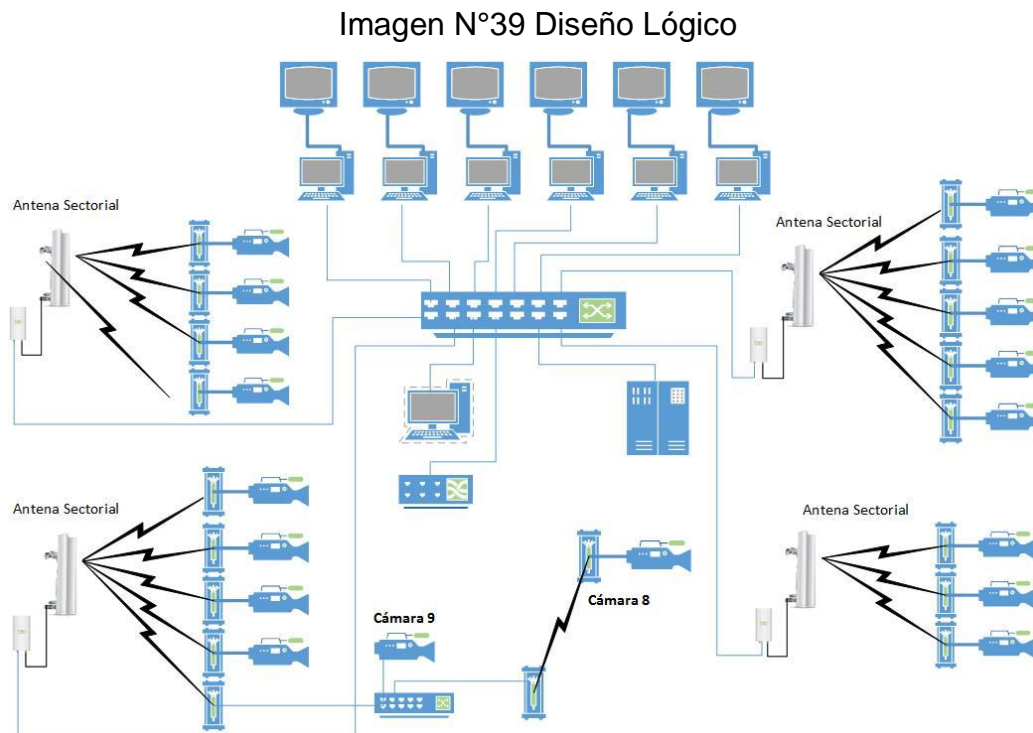 Imagen N°39 Diseño Lógico
Antena Sectorial
Antena Sectorial
Antena Sectorial
Antena Sectorial
Cámara 8
Cámara 9